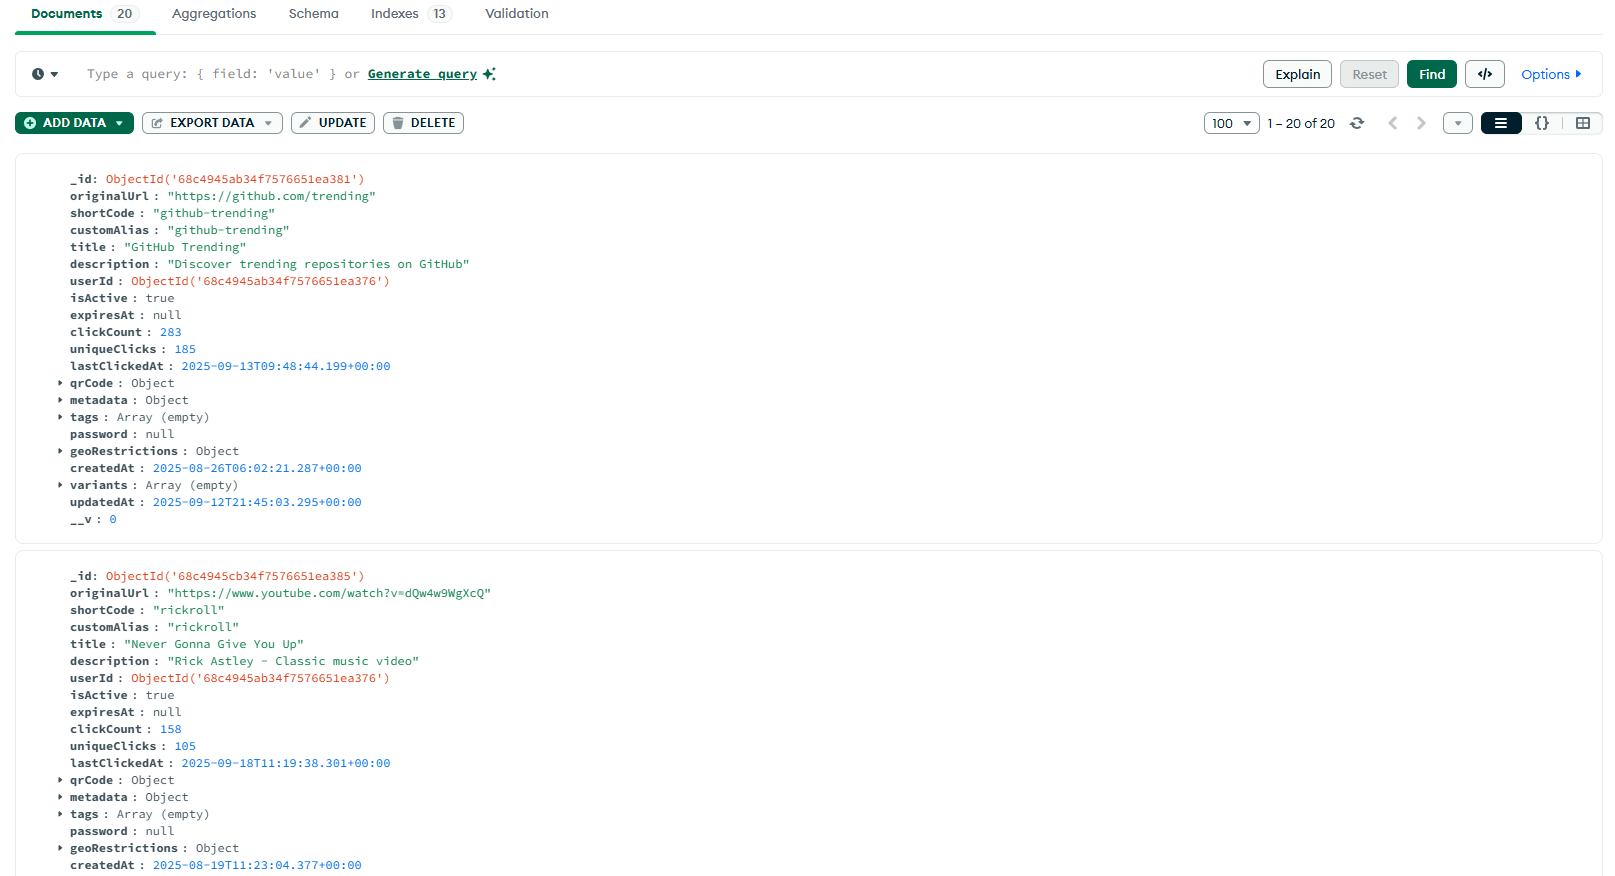 Documents 20 Aggregations Schema Indexes 13 Validation
Type a query: { field: 'value' } or Generate query Explain Reset Find </> Options
ADD DATA EXPORT DATA UPDATE DELETE 100 1 – 20 of 20 {}
_id: ObjectId('68c4945ab34f7576651ea381')
originalUrl : "https://github.com/trending"
shortCode : "github-trending"
customAlias : "github-trending"
title : "GitHub Trending"
description : "Discover trending repositories on GitHub"
userId : ObjectId('68c4945ab34f7576651ea376')
isActive : true
expiresAt : null
clickCount : 283
uniqueClicks : 185
lastClickedAt : 2025-09-13T09:48:44.199+00:00
qrCode : Object
metadata : Object
tags : Array (empty)
password : null
geoRestrictions : Object
createdAt : 2025-08-26T06:02:21.287+00:00
variants : Array (empty)
updatedAt : 2025-09-12T21:45:03.295+00:00
__v : 0
_id: ObjectId('68c4945cb34f7576651ea385')
originalUrl : "https://www.youtube.com/watch?v=dQw4w9WgXcQ"
shortCode : "rickroll"
customAlias : "rickroll"
title : "Never Gonna Give You Up"
description : "Rick Astley - Classic music video"
userId : ObjectId('68c4945ab34f7576651ea376')
isActive : true
expiresAt : null
clickCount : 158
uniqueClicks : 105
lastClickedAt : 2025-09-18T11:19:38.301+00:00
qrCode : Object
metadata : Object
tags : Array (empty)
password : null
geoRestrictions : Object
createdAt : 2025-08-19T11:23:04.377+00:00